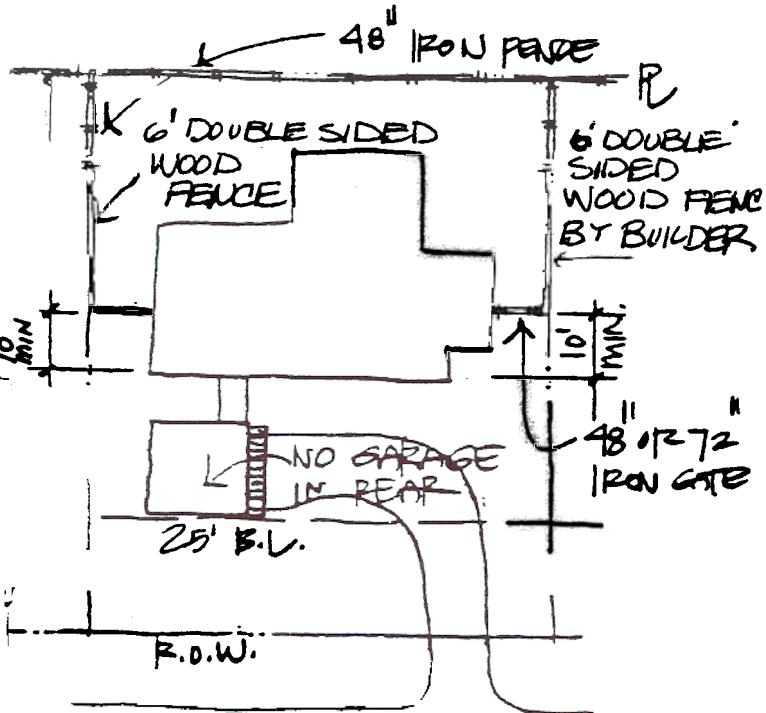 48" IRON FENCE
PL
6' DOUBLE SIDED
WOOD
FENCE
6' DOUBLE
SIDED
WOOD FENC
BY BUILDER
10'
MIN
10'
MIN.
48" OR 72"
IRON GATE
NO GARAGE
IN REAR
25' B.L.
R.O.W.